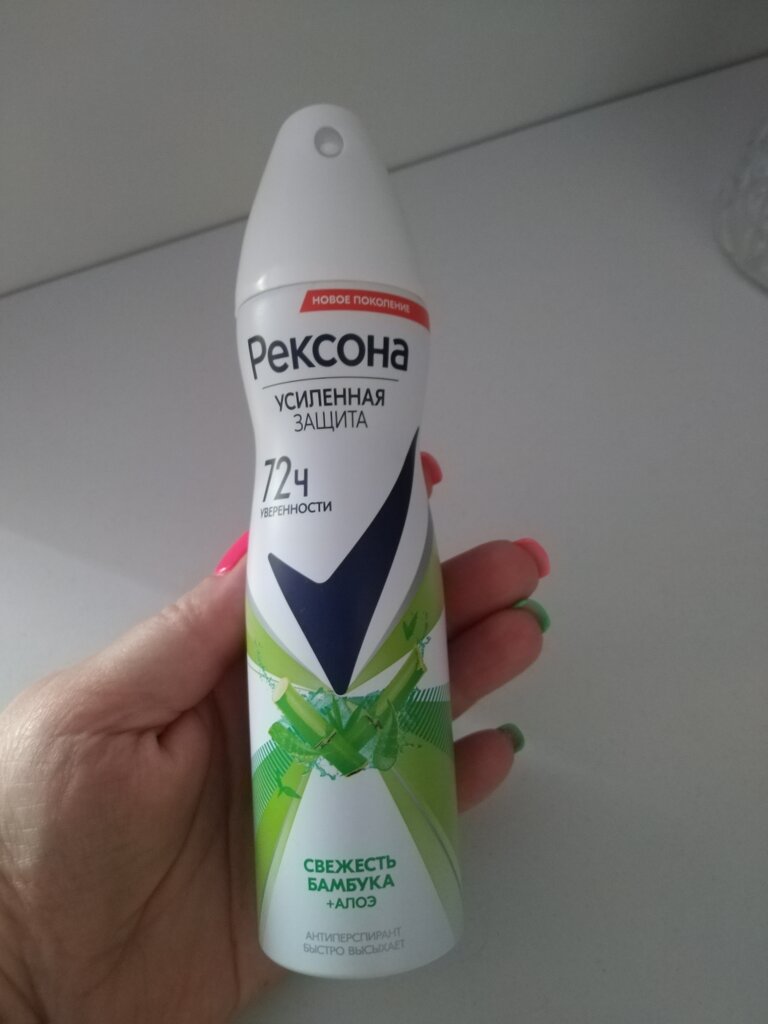 НОВОЕ ПОКОЛЕНИЕ
Рексона
УСИЛЕННАЯ
ЗАЩИТА
72ч
УВЕРЕННОСТИ
СВЕЖЕСТЬ
БАМБУКА
+АЛОЭ
АНТИПЕРСПИРАНТ
БЫСТРО ВЫСЫХАЕТ